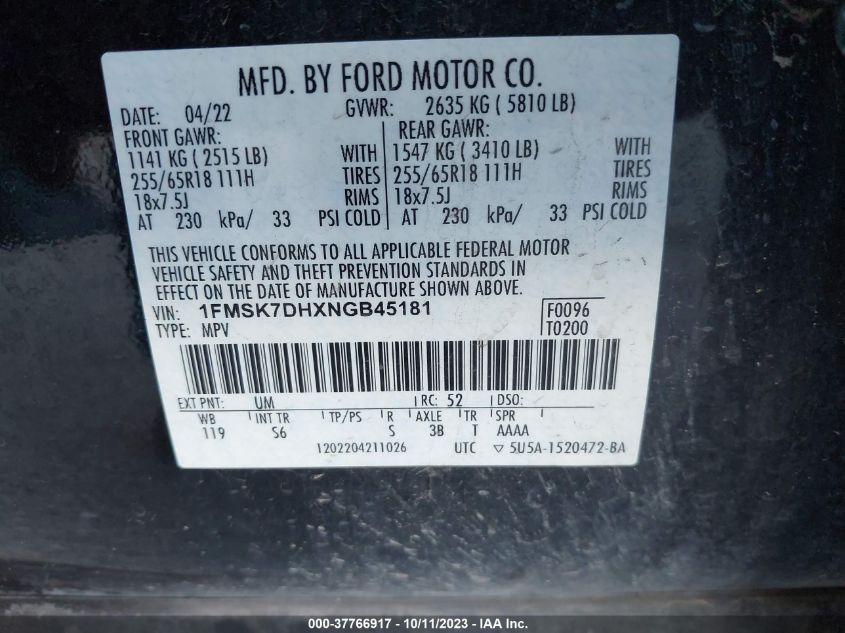 MFD. BY FORD MOTOR CO.
DATE: 04/22 GVWR: 2635 KG ( 5810 LB)
FRONT GAWR: REAR GAWR:
1141 KG ( 2515 LB) WITH 1547 KG ( 3410 LB) WITH
255/65R18 111H TIRES 255/65R18 111H TIRES
18x7.5J RIMS 18x7.5J RIMS
AT 230 kPa/ 33 PSI COLD AT 230 kPa/ 33 PSI COLD
THIS VEHICLE CONFORMS TO ALL APPLICABLE FEDERAL MOTOR
VEHICLE SAFETY AND THEFT PREVENTION STANDARDS IN
EFFECT ON THE DATE OF MANUFACTURE SHOWN ABOVE.
VIN: 1FMSK7DHXNGB45181 F0096
TYPE: MPV T0200
EXT PNT: UM RC: 52 DSO:
WB INT TR TP/PS R AXLE TR SPR
119 S6 S 3B T AAAA
1202204211026 UTC ▽ 5U5A-1520472-BA
000-37766917 - 10/11/2023 - IAA Inc.